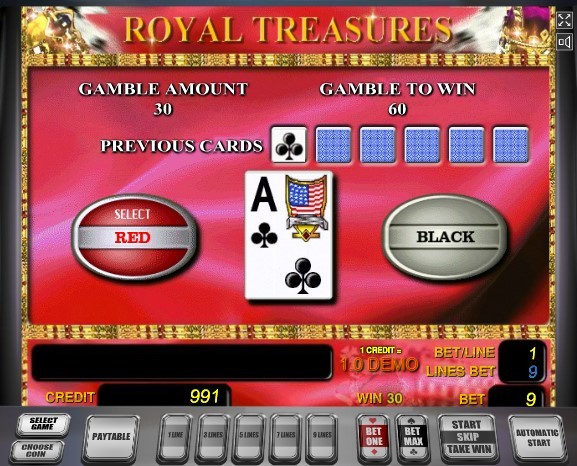 ROYAL TREASURES
GAMBLE AMOUNT
30
GAMBLE TO WIN
60
PREVIOUS CARDS
A
SELECT
RED
BLACK
1 CREDIT =
1.0 DEMO
BET/LINE
1
LINES BET
9
CREDIT
991
WIN 30
BET
9
SELECT
GAME
CHOOSE
COIN
PAYTABLE
1 LINE
3 LINES
5 LINES
7 LINES
9 LINES
BET
ONE
BET
MAX
START
SKIP
TAKE WIN
AUTOMATIC
START